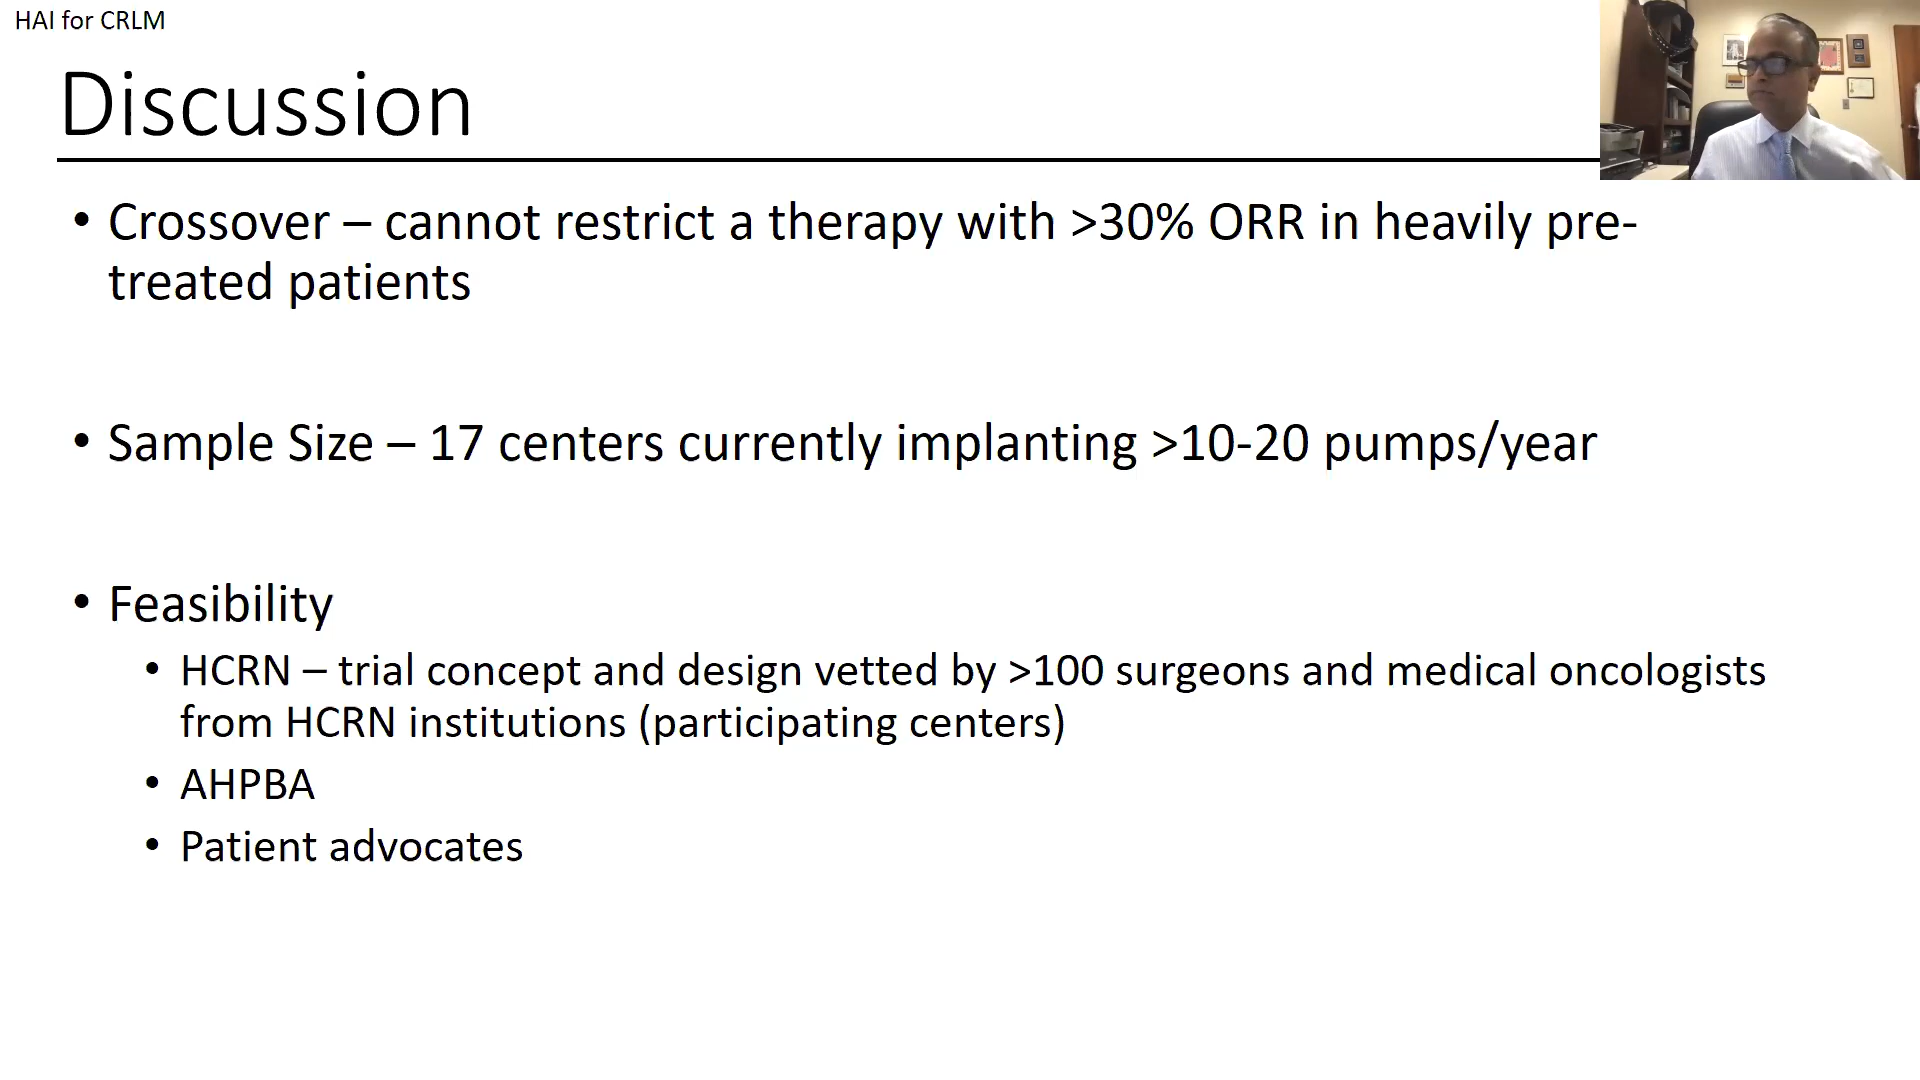 HAI for CRLM
Discussion
• Crossover – cannot restrict a therapy with >30% ORR in heavily pre-
treated patients
• Sample Size – 17 centers currently implanting >10-20 pumps/year
• Feasibility
• HCRN – trial concept and design vetted by >100 surgeons and medical oncologists
from HCRN institutions (participating centers)
• AHPBA
• Patient advocates